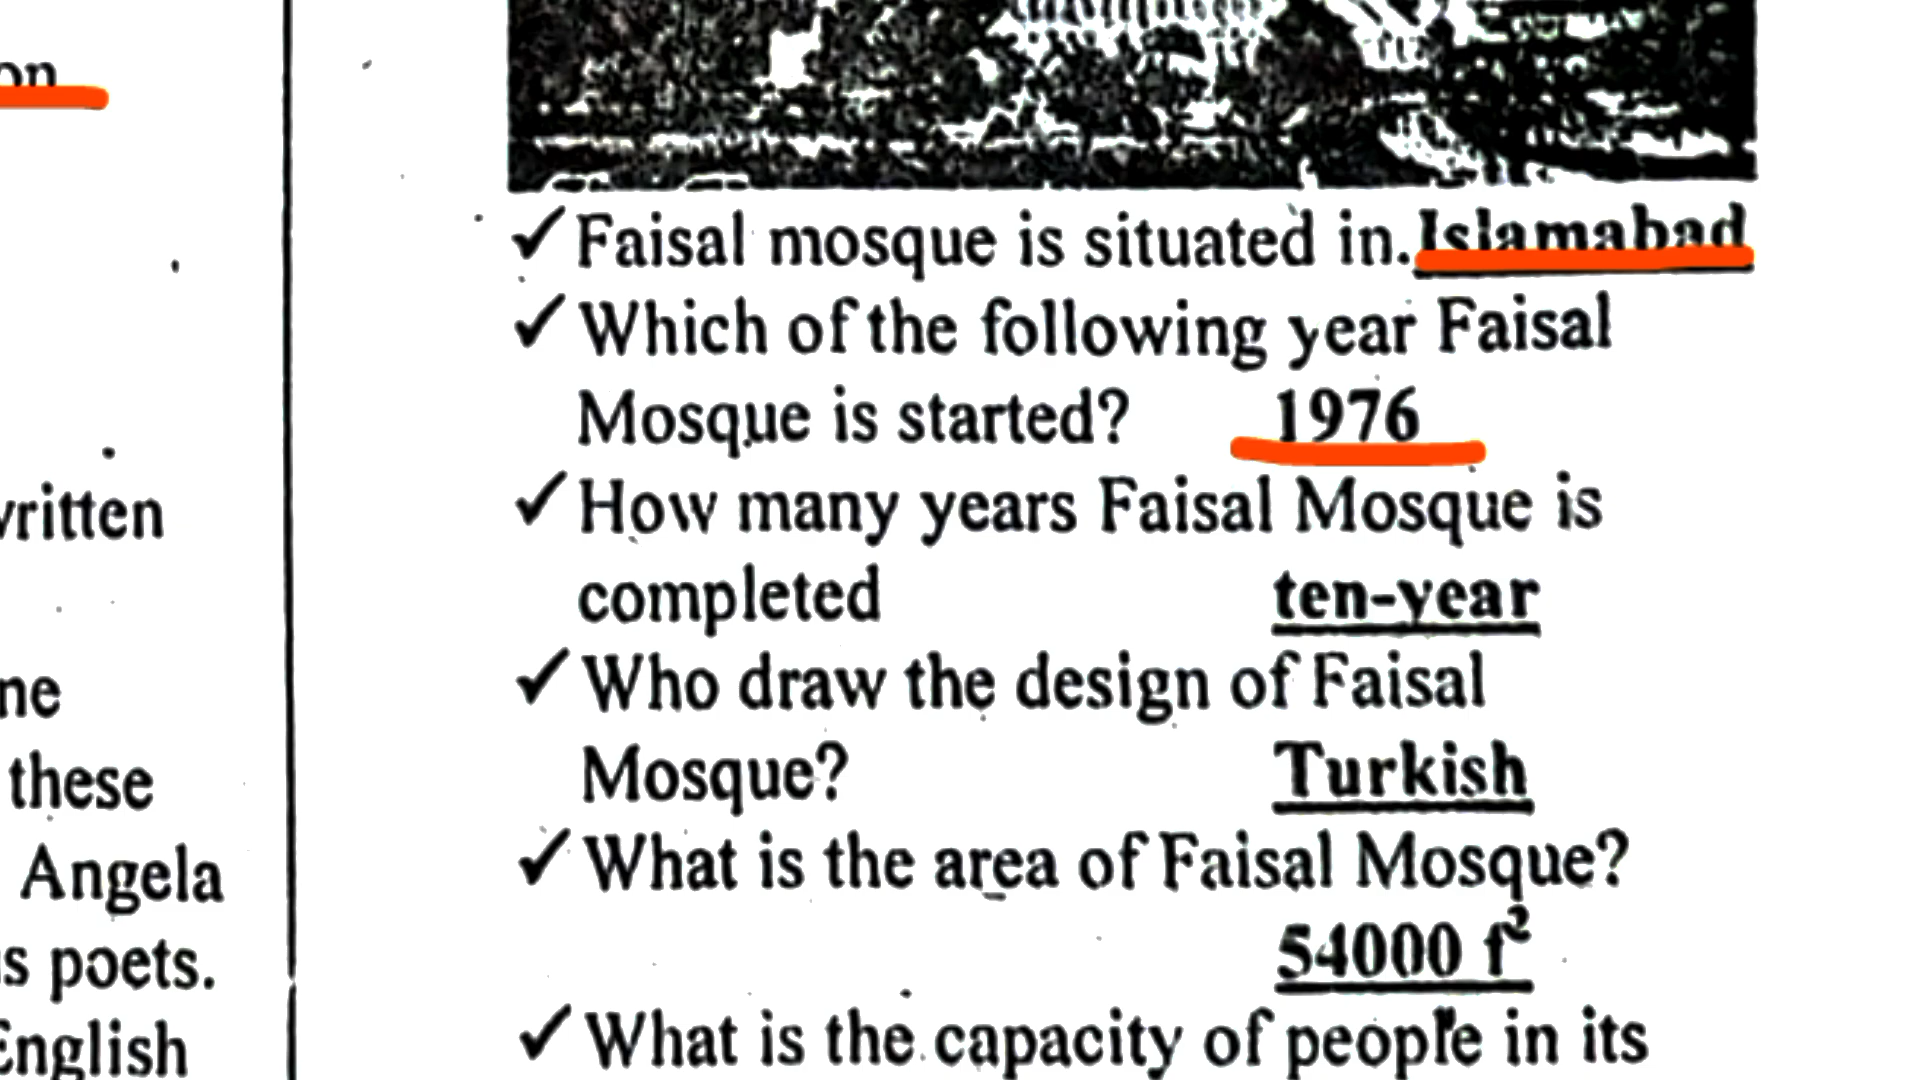 on
written
ne
these
Angela
s poets.
English
✓ Faisal mosque is situated in. Islamabad
✓ Which of the following year Faisal
Mosque is started? 1976
✓ How many years Faisal Mosque is
completed ten-year
✓ Who draw the design of Faisal
Mosque? Turkish
✓ What is the area of Faisal Mosque?
54000 f²
✓ What is the capacity of people in its